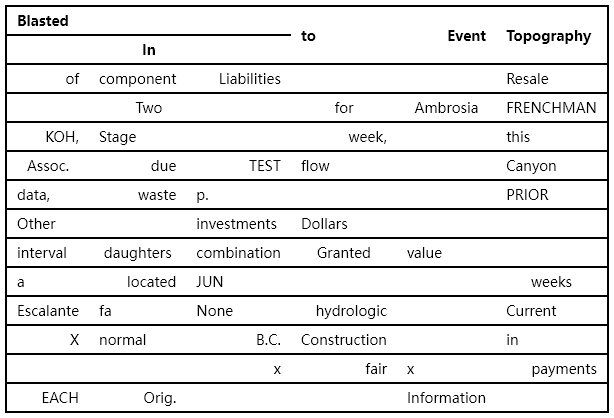 Blasted
to Event Topography
In
of component Liabilities Resale
Two for Ambrosia FRENCHMAN
KOH, Stage week, this
Assoc. due TEST flow Canyon
data, waste p. PRIOR
Other investments Dollars
interval daughters combination Granted value
a located JUN weeks
Escalante fa None hydrologic Current
X normal B.C. Construction in
x fair x payments
EACH Orig. Information